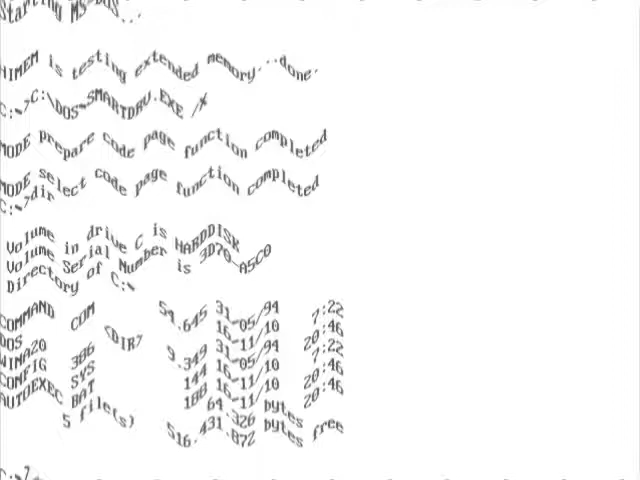 Starting MS-DOS...
HIMEM is testing extended memory...done.
C:\>C:\DOS\SMARTDRV.EXE /X
MODE prepare code page function completed
MODE select code page function completed
C:\>dir
Volume in drive C is HARDDISK
Volume Serial Number is 3D70-A5C0
Directory of C:\
COMMAND COM 54.645 31/05/94 7:22
DOS <DIR> 16/11/10 20:46
WINA20 386 9.349 31/05/94 7:22
CONFIG SYS 144 16/11/10 20:46
AUTOEXEC BAT 188 16/11/10 20:46
5 file(s) 64.326 bytes
516.431.872 bytes free
C:\>